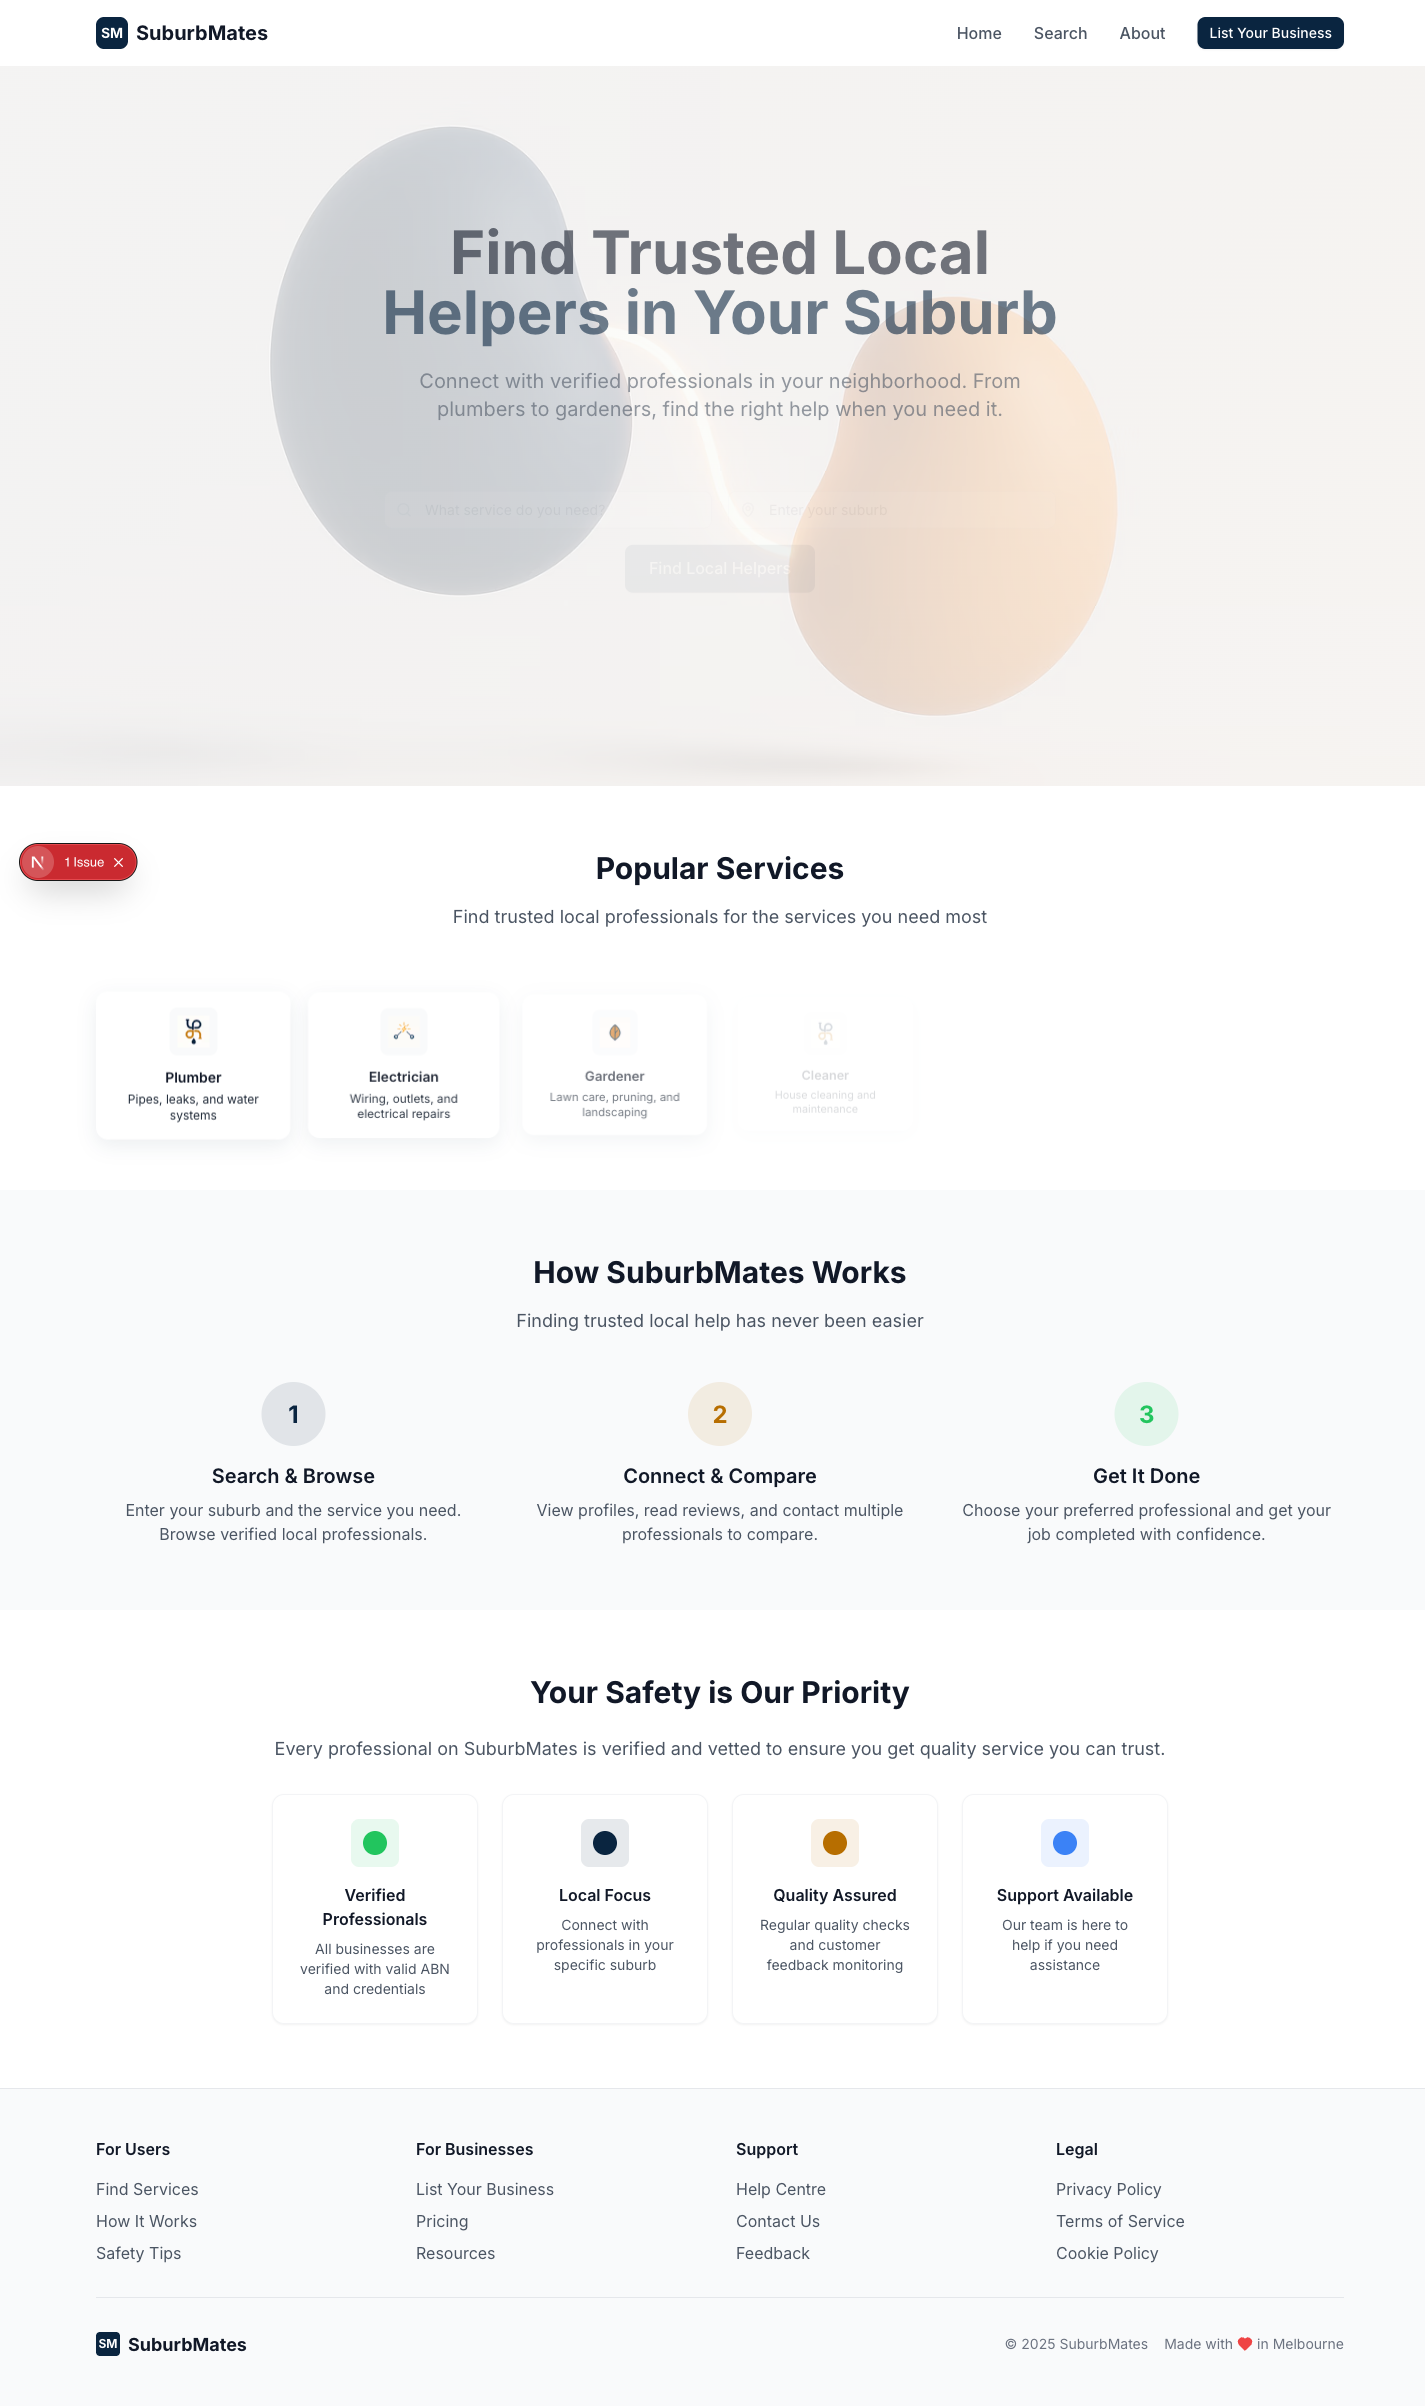 SM SuburbMates
Home Search About List Your Business
Find Trusted Local
Helpers in Your Suburb
Connect with verified professionals in your neighborhood. From
plumbers to gardeners, find the right help when you need it.
What service do you need?
Enter your suburb
Find Local Helpers
1 Issue
Popular Services
Find trusted local professionals for the services you need most
Plumber
Pipes, leaks, and water
systems
Electrician
Wiring, outlets, and
electrical repairs
Gardener
Lawn care, pruning, and
landscaping
Cleaner
House cleaning and
maintenance
How SuburbMates Works
Finding trusted local help has never been easier
1
Search & Browse
Enter your suburb and the service you need.
Browse verified local professionals.
2
Connect & Compare
View profiles, read reviews, and contact multiple
professionals to compare.
3
Get It Done
Choose your preferred professional and get your
job completed with confidence.
Your Safety is Our Priority
Every professional on SuburbMates is verified and vetted to ensure you get quality service you can trust.
Verified
Professionals
All businesses are
verified with valid ABN
and credentials
Local Focus
Connect with
professionals in your
specific suburb
Quality Assured
Regular quality checks
and customer
feedback monitoring
Support Available
Our team is here to
help if you need
assistance
For Users
Find Services
How It Works
Safety Tips
For Businesses
List Your Business
Pricing
Resources
Support
Help Centre
Contact Us
Feedback
Legal
Privacy Policy
Terms of Service
Cookie Policy
SM SuburbMates
© 2025 SuburbMates Made with ❤️ in Melbourne